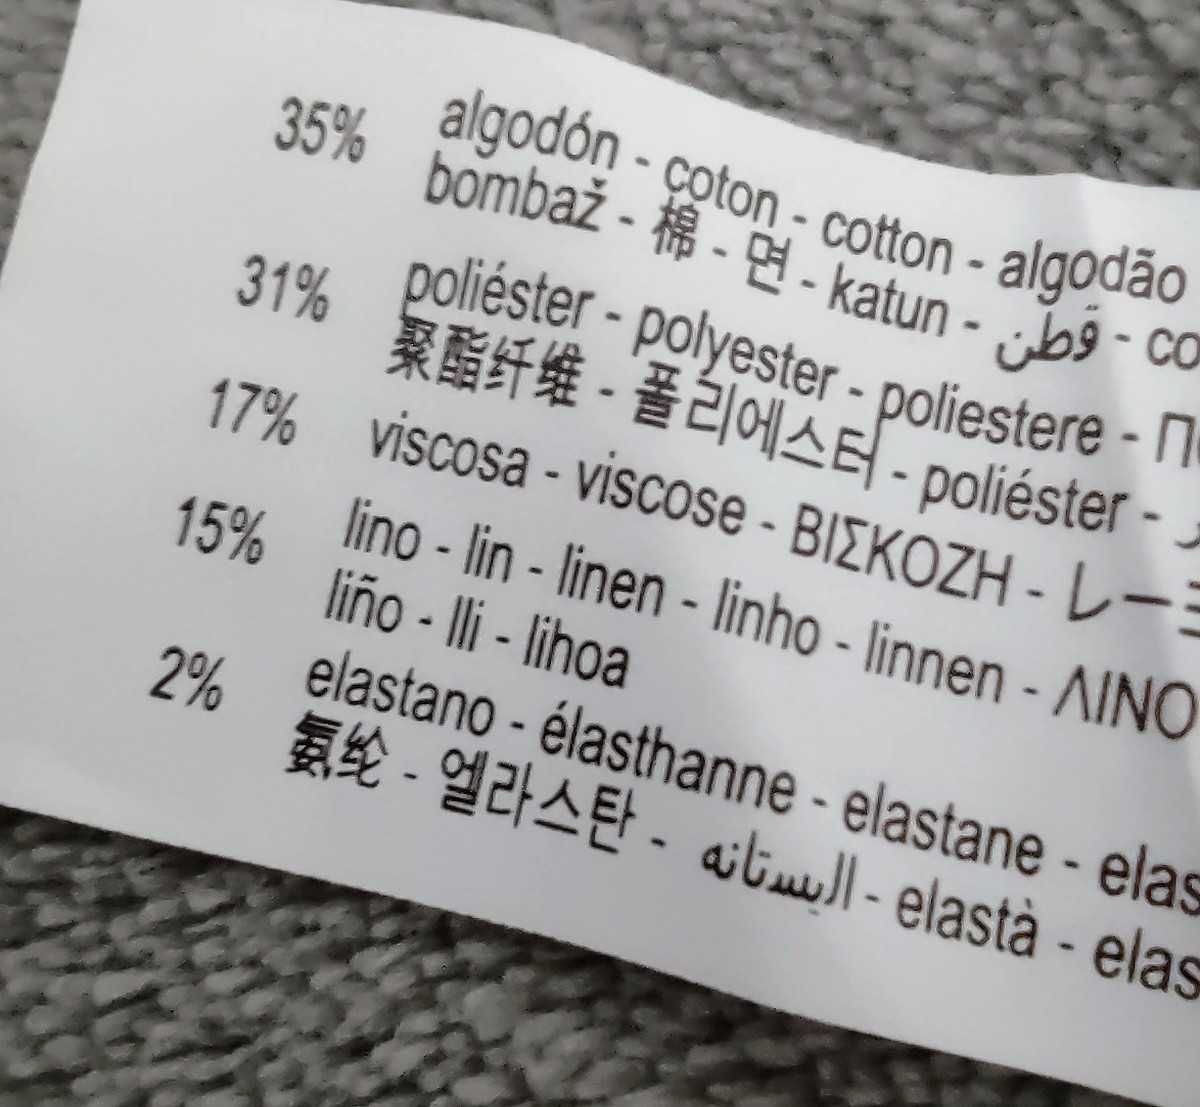 35% algodón - coton - cotton - algodão
bombaž - 棉 - 면 - katun - قطن - co
31% poliéster - polyester - poliestere - Π
聚酯纤维 - 폴리에스터 - poliéster -
17% viscosa - viscose - ΒΙΣΚΟΖΗ - レー
15% lino - lin - linen - linho - linnen - ΛΙΝΟ
liño - lli - lihoa
2% elastano - élasthanne - elastane - elas
氨纶 - 엘라스탄 - اليستانه - elastà - elas